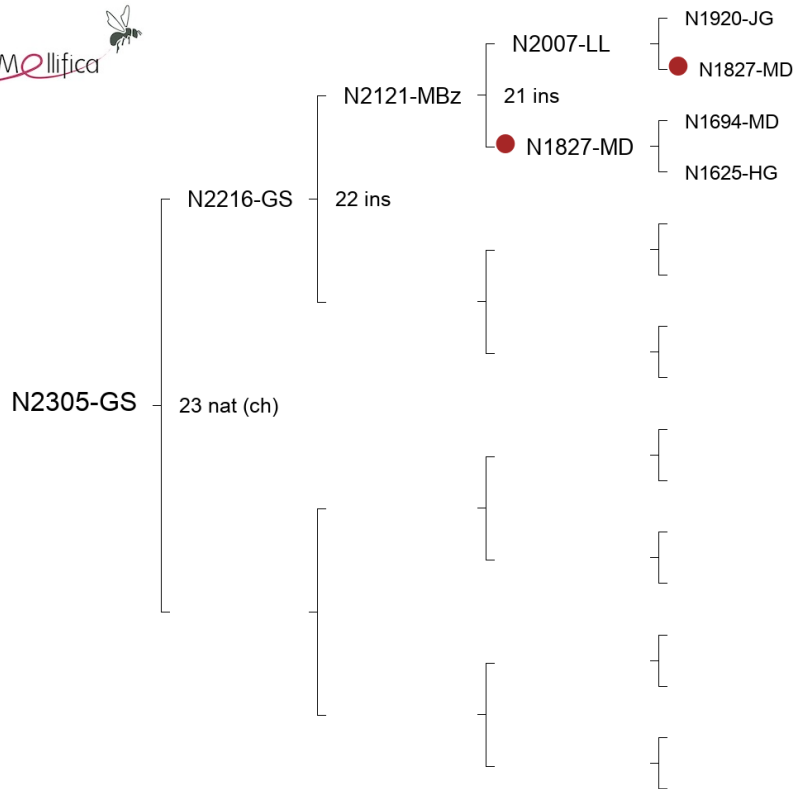 Mellifica
N1920-JG
N2007-LL
N1827-MD
N2121-MBz
21 ins
N1694-MD
N1827-MD
N1625-HG
N2216-GS
22 ins
N2305-GS
23 nat (ch)